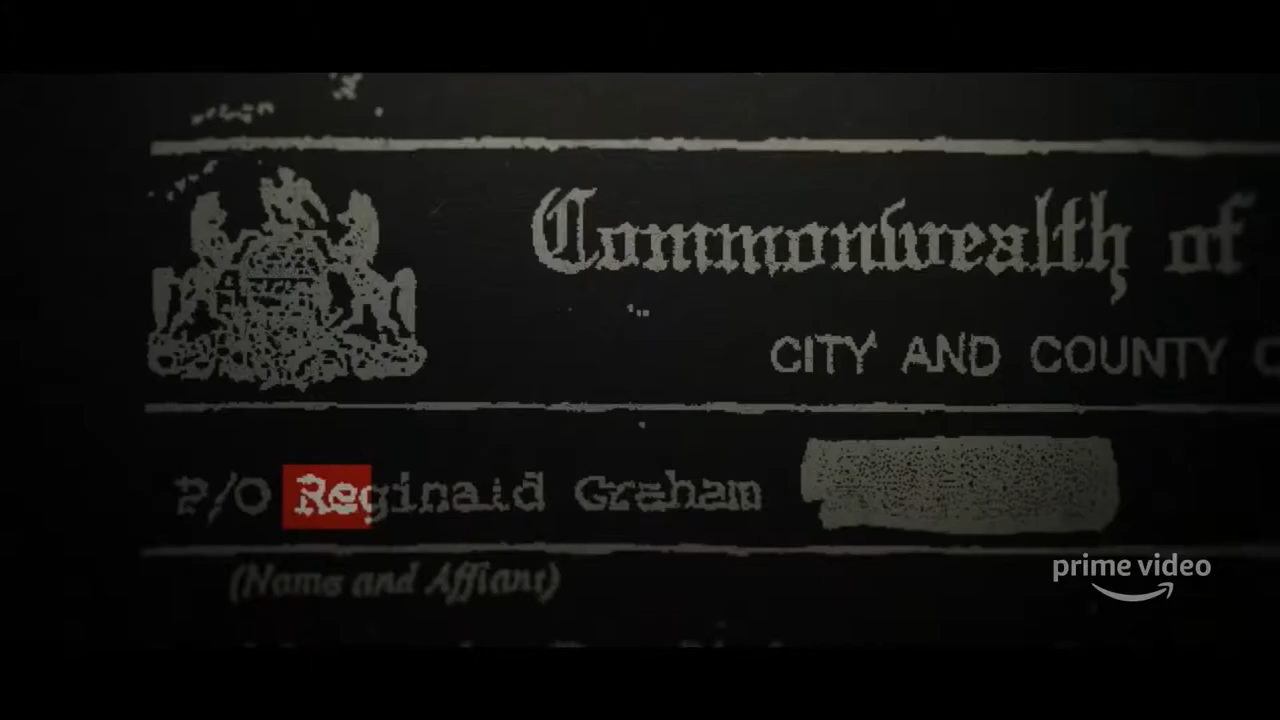 Commonwealth of
CITY AND COUNTY
P/O Reginald Graham
(Name and Affiant)
prime video